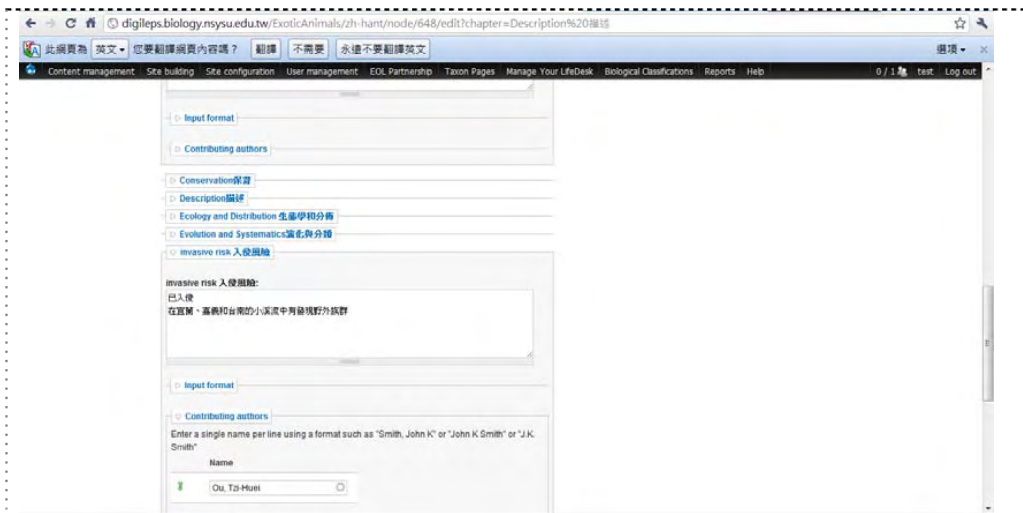 digileps.biology.nsysu.edu.tw/ExoticAnimals/zh-hant/node/648/edit?chapter=Description%20描述
此網頁為 英文 您要翻譯網頁內容嗎？ 翻譯 不需要 永遠不要翻譯英文 選項
Content management Site building Site configuration User management EOL Partnership Taxon Pages Manage Your LifeDesk Biological Classifications Reports Help 0 / 1 test Log out
Input format
Contributing authors
Conservation保育
Description描述
Ecology and Distribution 生態學和分佈
Evolution and Systematics演化與分類
invasive risk 入侵風險
invasive risk 入侵風險:
已入侵
在宜蘭、嘉義和台南的小溪流中有發現野外族群
Input format
Contributing authors
Enter a single name per line using a format such as "Smith, John K" or "John K Smith" or "J.K.
Smith"
Name
Ou, Tzi-Huei